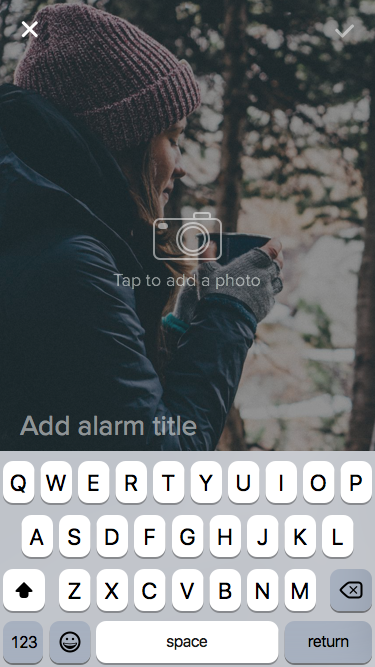 Tap to add a photo
Add alarm title
Q W E R T Y U I O P
A S D F G H J K L
Z X C V B N M
123 space return